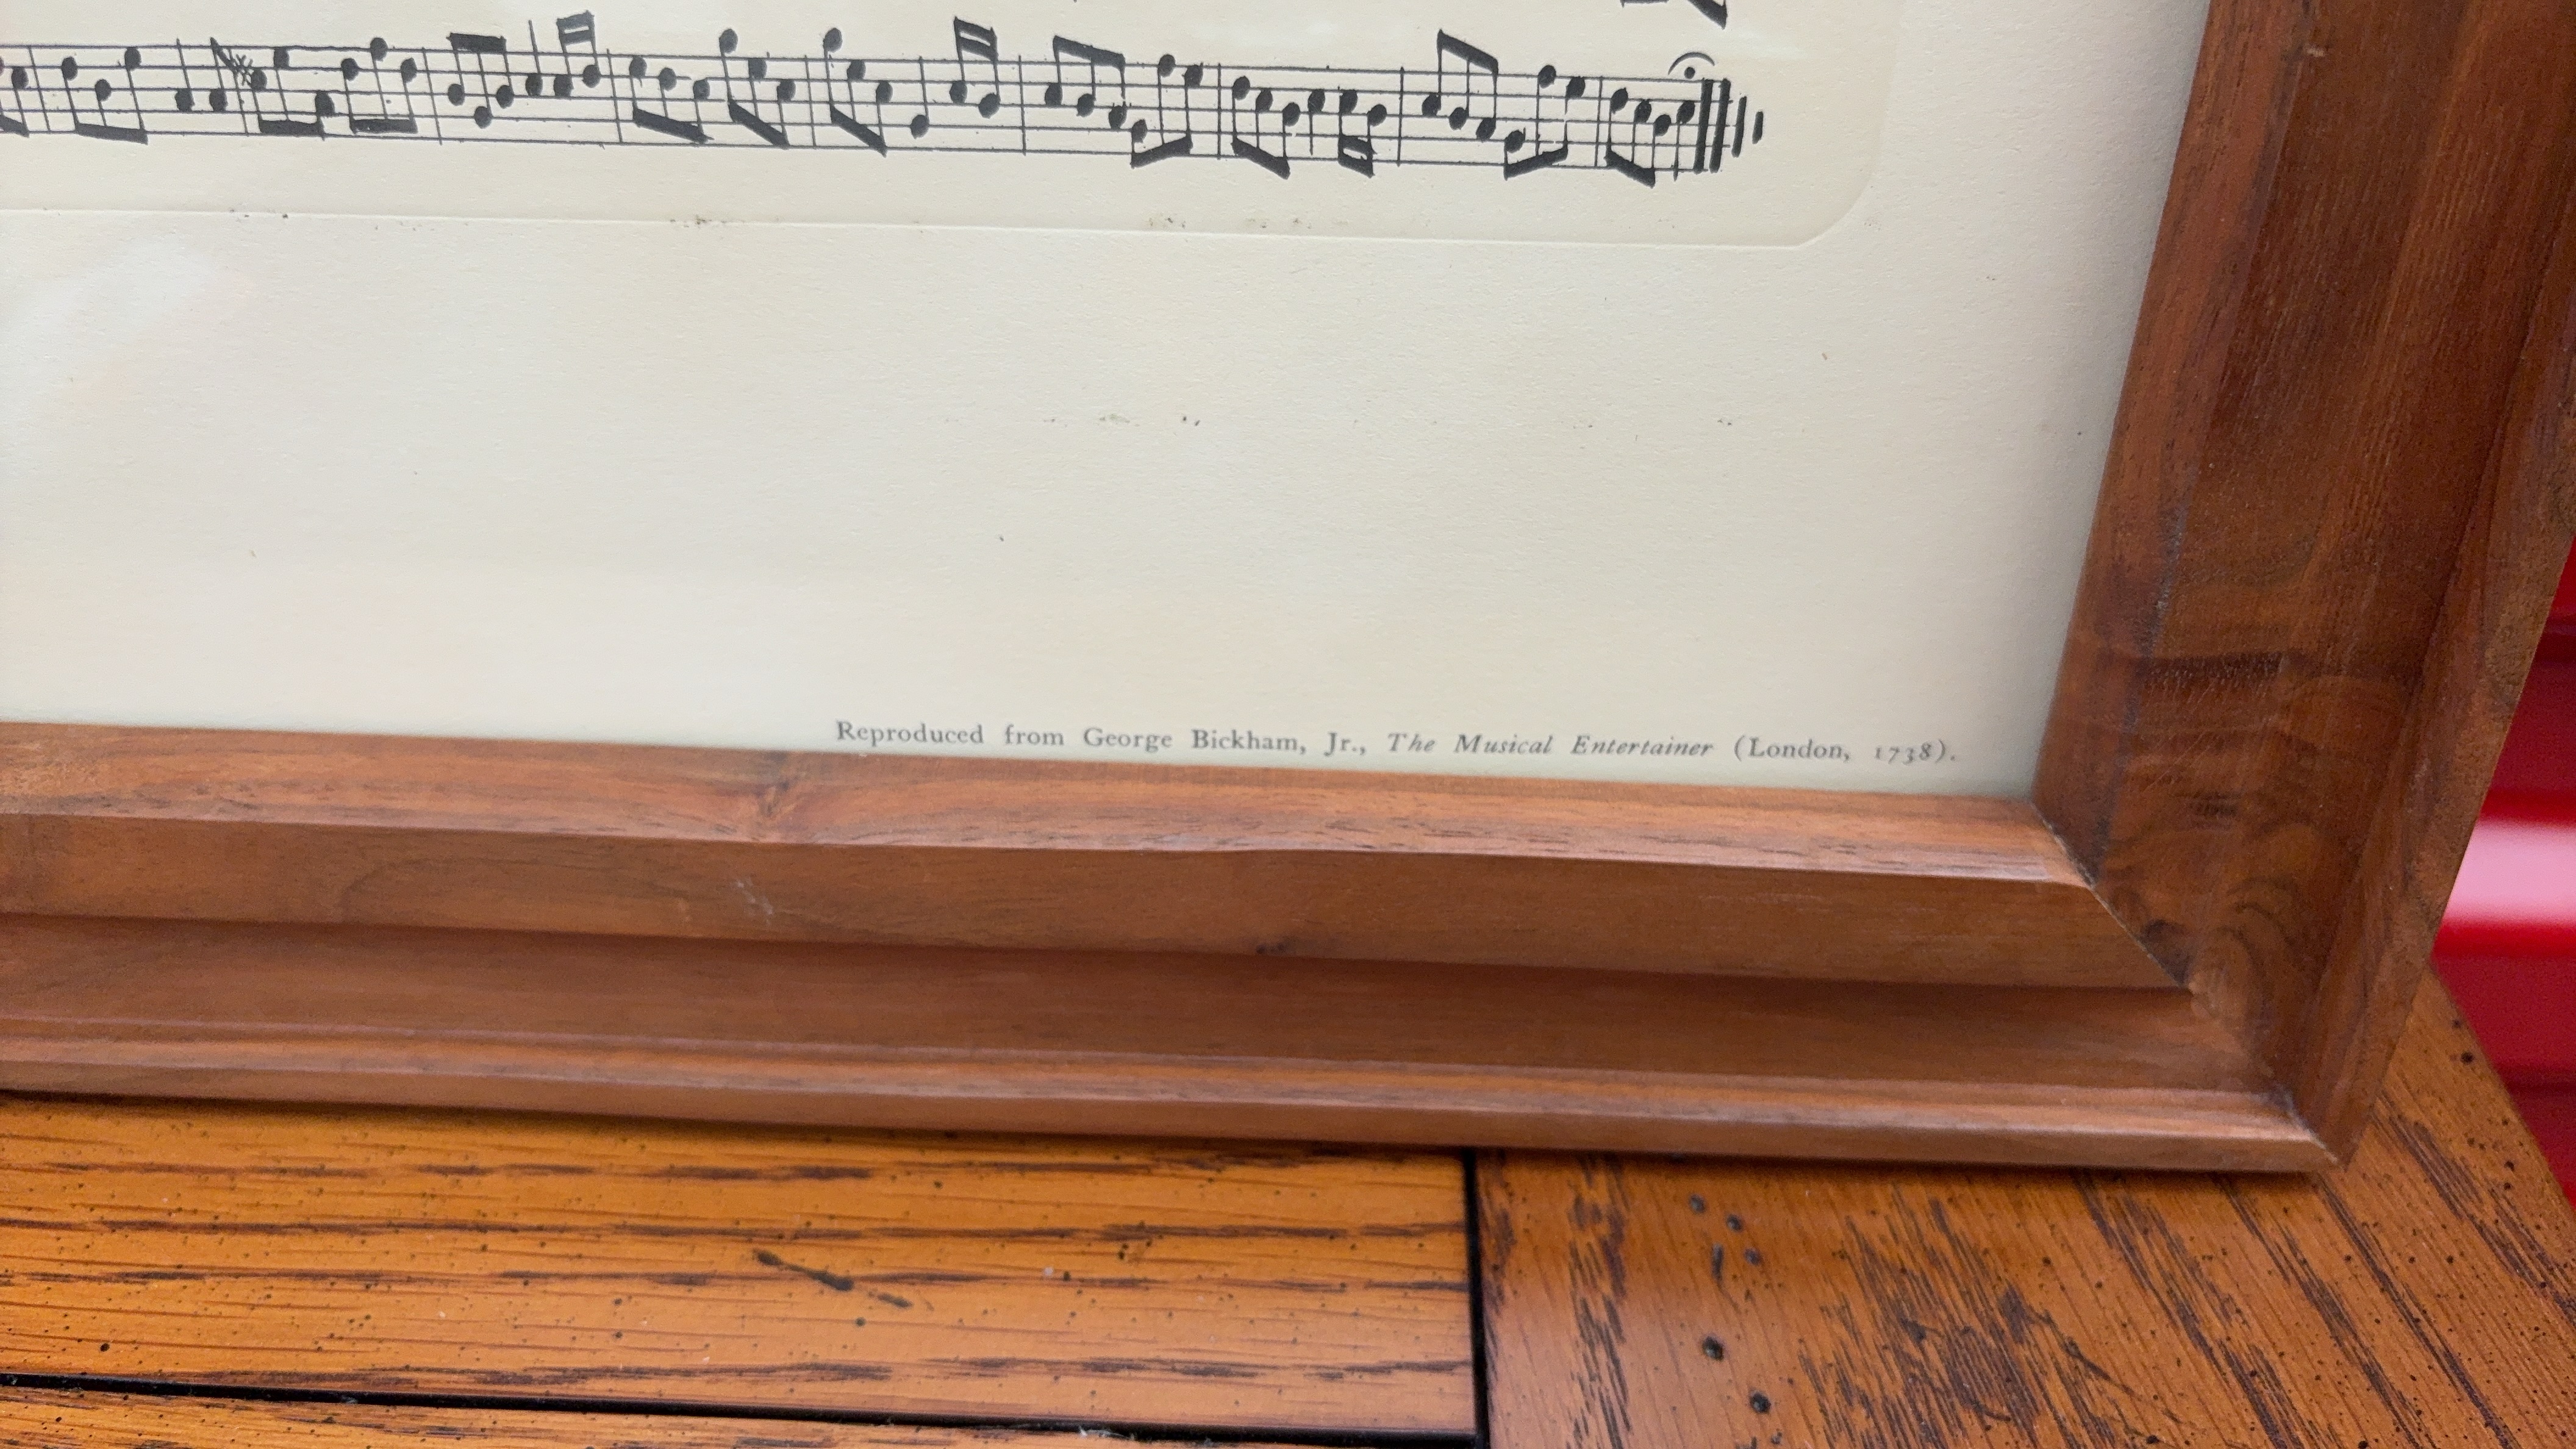 Reproduced from George Bickham, Jr., The Musical Entertainer (London, 1738).